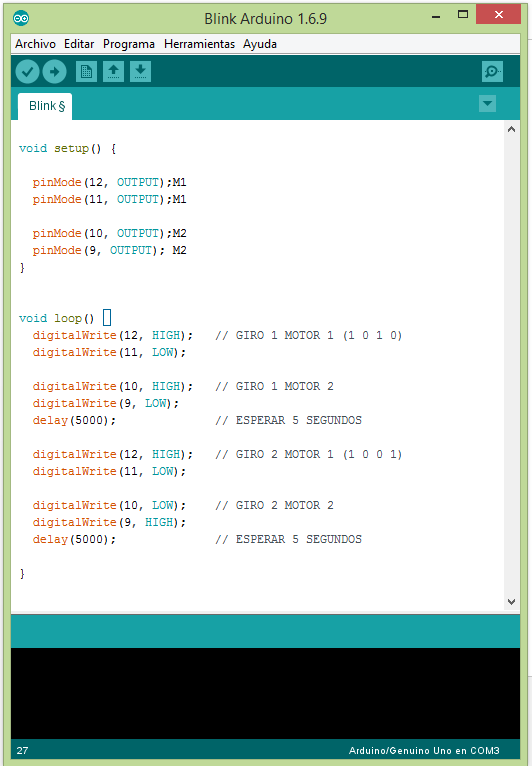 Blink Arduino 1.6.9
Archivo Editar Programa Herramientas Ayuda
Blink §
void setup() {
pinMode(12, OUTPUT);M1
pinMode(11, OUTPUT);M1
pinMode(10, OUTPUT);M2
pinMode(9, OUTPUT); M2
}
void loop()
digitalWrite(12, HIGH);   // GIRO 1 MOTOR 1 (1 0 1 0)
digitalWrite(11, LOW);
digitalWrite(10, HIGH);   // GIRO 1 MOTOR 2
digitalWrite(9, LOW);
delay(5000);              // ESPERAR 5 SEGUNDOS
digitalWrite(12, HIGH);   // GIRO 2 MOTOR 1 (1 0 0 1)
digitalWrite(11, LOW);
digitalWrite(10, LOW);    // GIRO 2 MOTOR 2
digitalWrite(9, HIGH);
delay(5000);              // ESPERAR 5 SEGUNDOS
}
27 Arduino/Genuino Uno en COM3